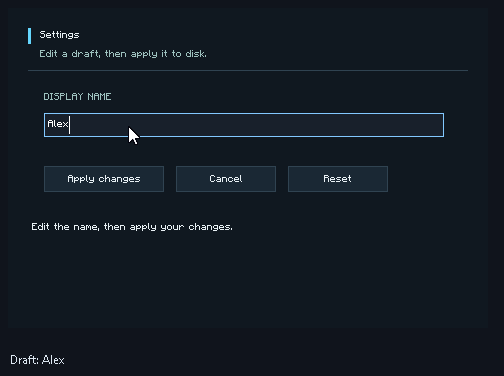 Settings
Edit a draft, then apply it to disk.
DISPLAY NAME
Alex
Apply changes
Cancel
Reset
Edit the name, then apply your changes.
Draft: Alex